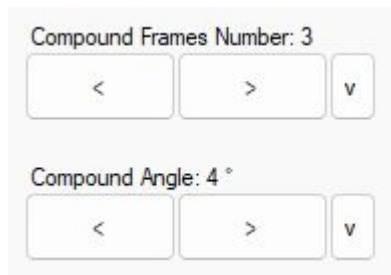 Compound Frames Number: 3
< > v
Compound Angle: 4 °
< > v